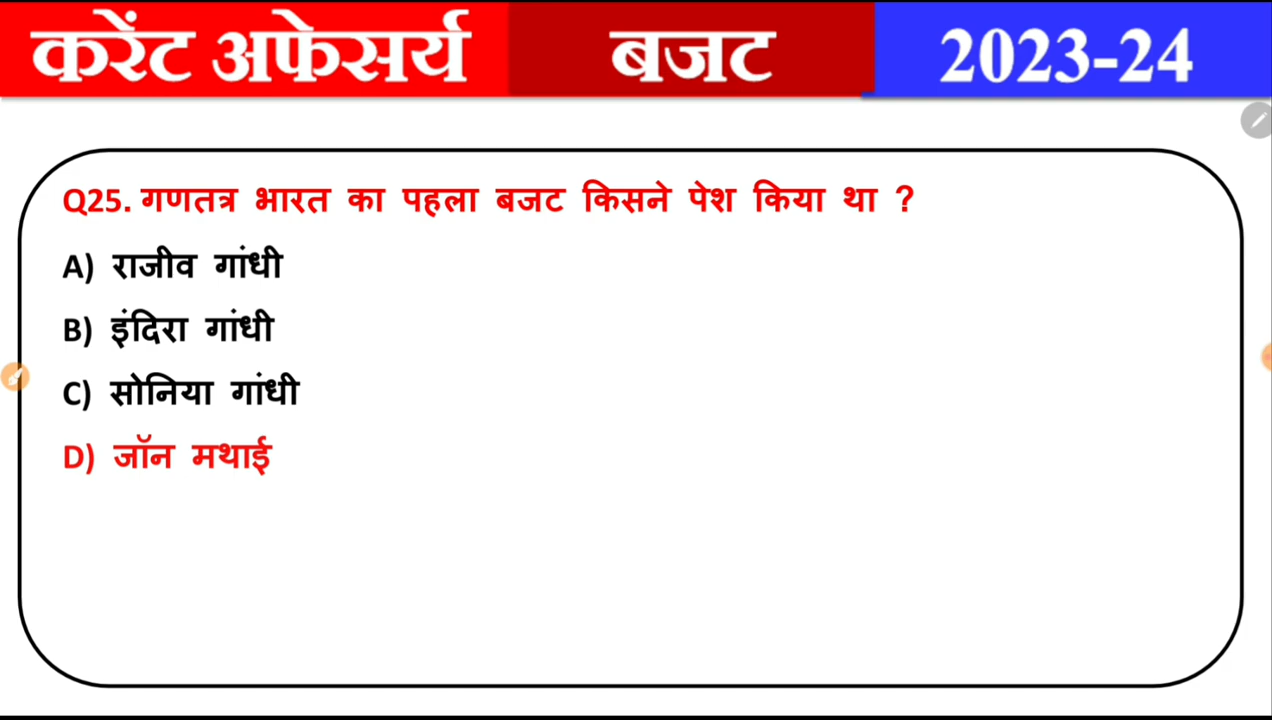 करेंट अफेसर्य बजट 2023-24
Q25. गणतत्र भारत का पहला बजट किसने पेश किया था ?
A) राजीव गांधी
B) इंदिरा गांधी
C) सोनिया गांधी
D) जॉन मथाई